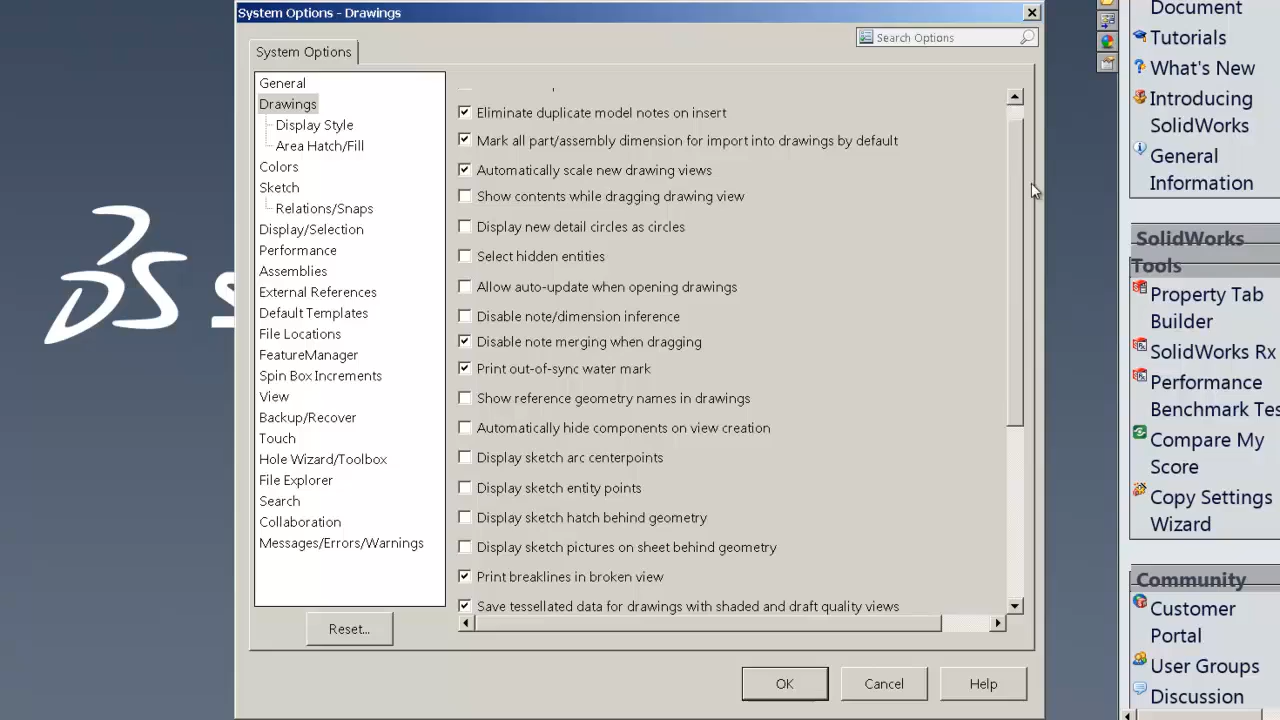 System Options - Drawings
Search Options
System Options
General
Drawings
Display Style
Area Hatch/Fill
Colors
Sketch
Relations/Snaps
Display/Selection
Performance
Assemblies
External References
Default Templates
File Locations
FeatureManager
Spin Box Increments
View
Backup/Recover
Touch
Hole Wizard/Toolbox
File Explorer
Search
Collaboration
Messages/Errors/Warnings
Reset...
Eliminate duplicate model notes on insert
Mark all part/assembly dimension for import into drawings by default
Automatically scale new drawing views
Show contents while dragging drawing view
Display new detail circles as circles
Select hidden entities
Allow auto-update when opening drawings
Disable note/dimension inference
Disable note merging when dragging
Print out-of-sync water mark
Show reference geometry names in drawings
Automatically hide components on view creation
Display sketch arc centerpoints
Display sketch entity points
Display sketch hatch behind geometry
Display sketch pictures on sheet behind geometry
Print breaklines in broken view
Save tessellated data for drawings with shaded and draft quality views
OK
Cancel
Help
Document
Tutorials
What's New
Introducing
SolidWorks
General
Information
SolidWorks
Tools
Property Tab
Builder
SolidWorks Rx
Performance
Benchmark Tes
Compare My
Score
Copy Settings
Wizard
Community
Customer
Portal
User Groups
Discussion